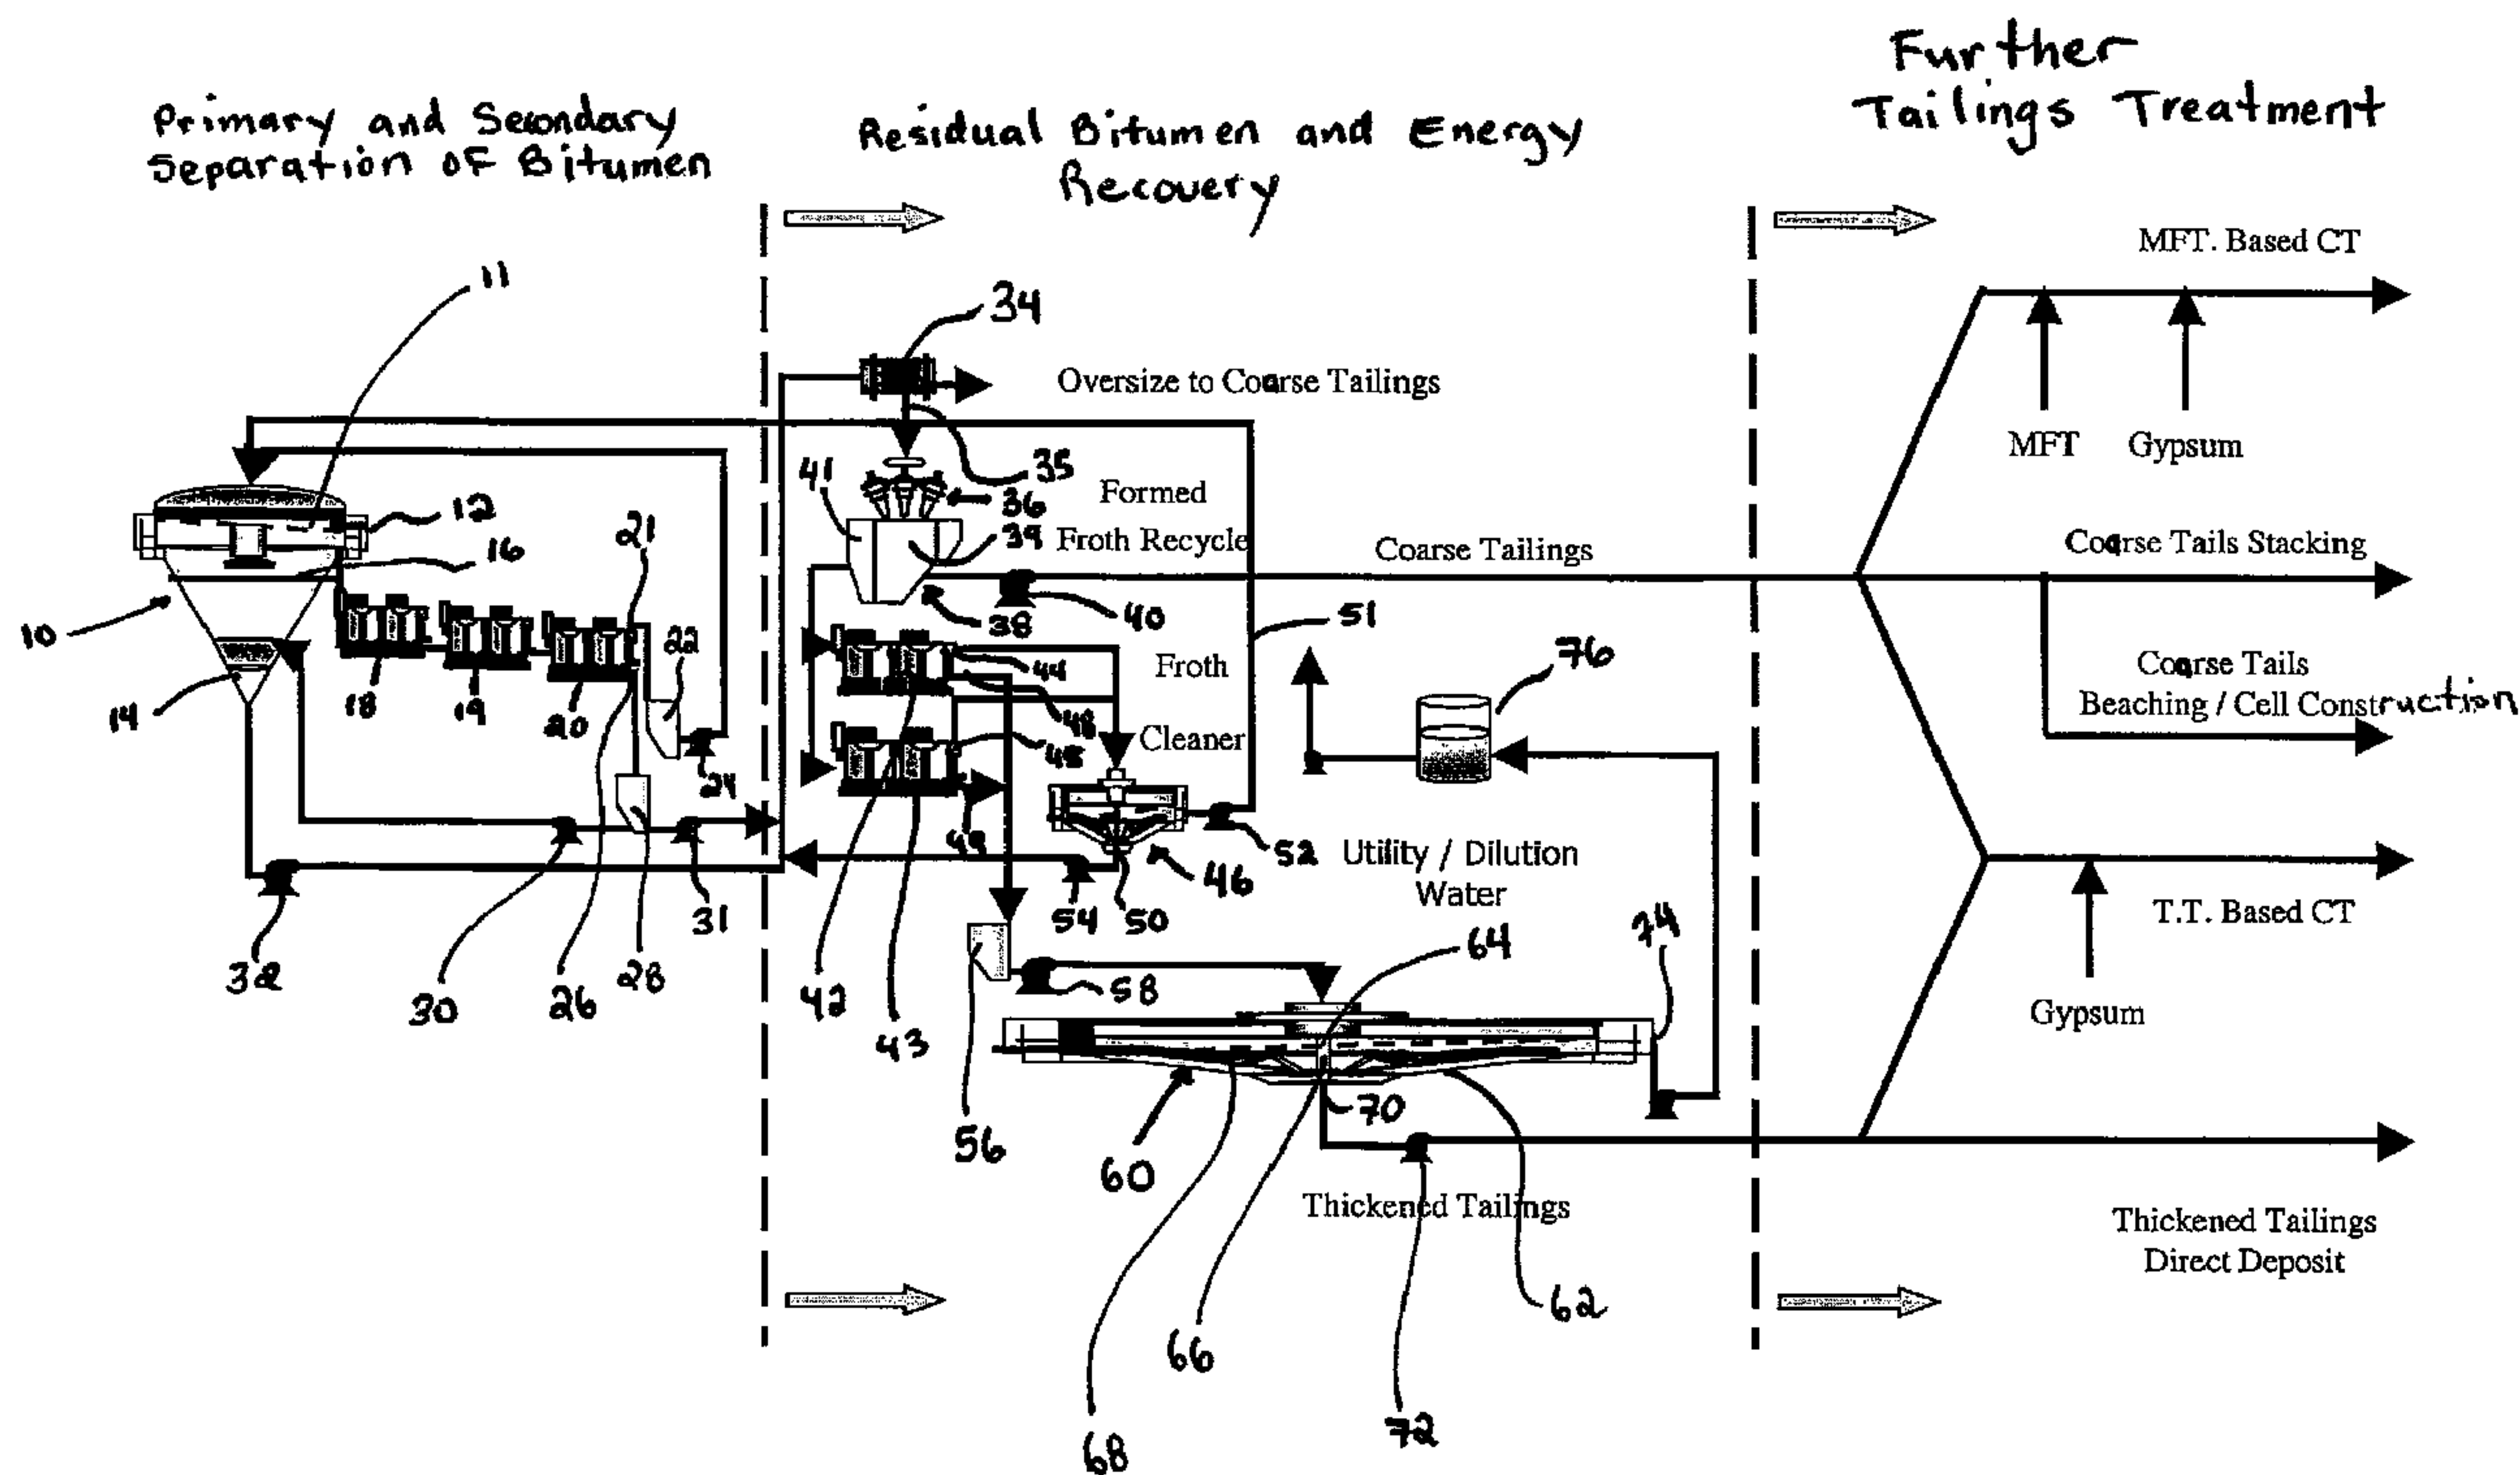 Further
Tailings Treatment
Primary and Secondary
Separation of Bitumen
Residual Bitumen and Energy
Recovery
MFT. Based CT
11
34
Oversize to Coarse Tailings
MFT
Gypsum
35
41
36
Formed
12
39
Froth Recycle
21
16
Coarse Tailings
Coarse Tails Stacking
10
38
40
51
22
44
Froth
76
Coarse Tails
Beaching / Cell Construction
14
18
19
20
48
Cleaner
45
24
49
52
Utility / Dilution
Water
46
32
30
26
28
31
42
43
54
50
T.T. Based CT
64
74
58
Gypsum
56
60
70
Thickened Tailings
Thickened Tailings
Direct Deposit
62
66
68
72